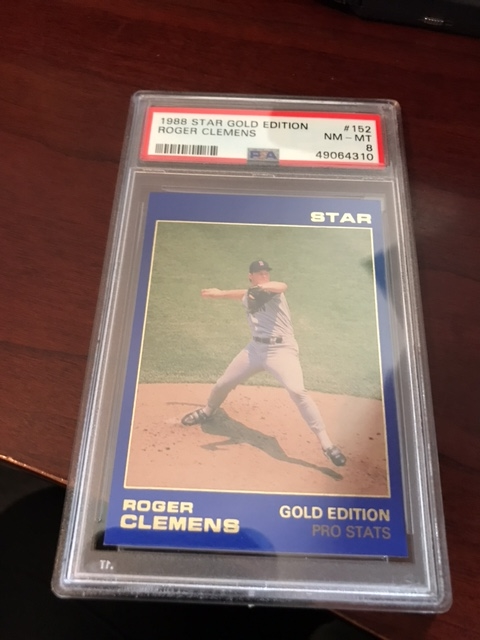 1988 STAR GOLD EDITION #152
ROGER CLEMENS NM-MT
8
PSA 49064310
STAR
ROGER
CLEMENS
GOLD EDITION
PRO STATS